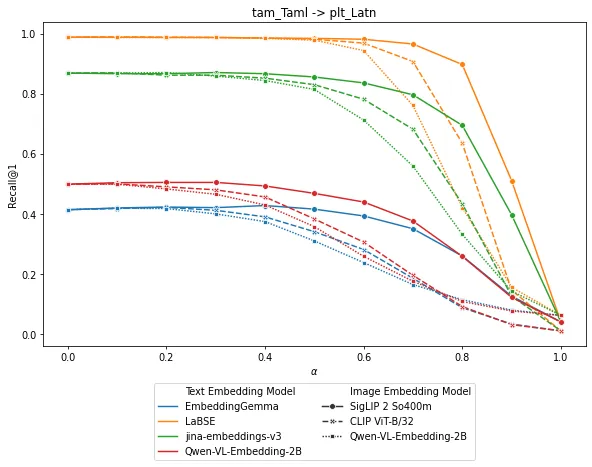 tam_Taml -> plt_Latn
Recall@1
1.0
0.8
0.6
0.4
0.2
0.0
0.0 0.2 0.4 0.6 0.8 1.0
α
Text Embedding Model Image Embedding Model
EmbeddingGemma SigLIP 2 So400m
LaBSE CLIP ViT-B/32
jina-embeddings-v3 Qwen-VL-Embedding-2B
Qwen-VL-Embedding-2B